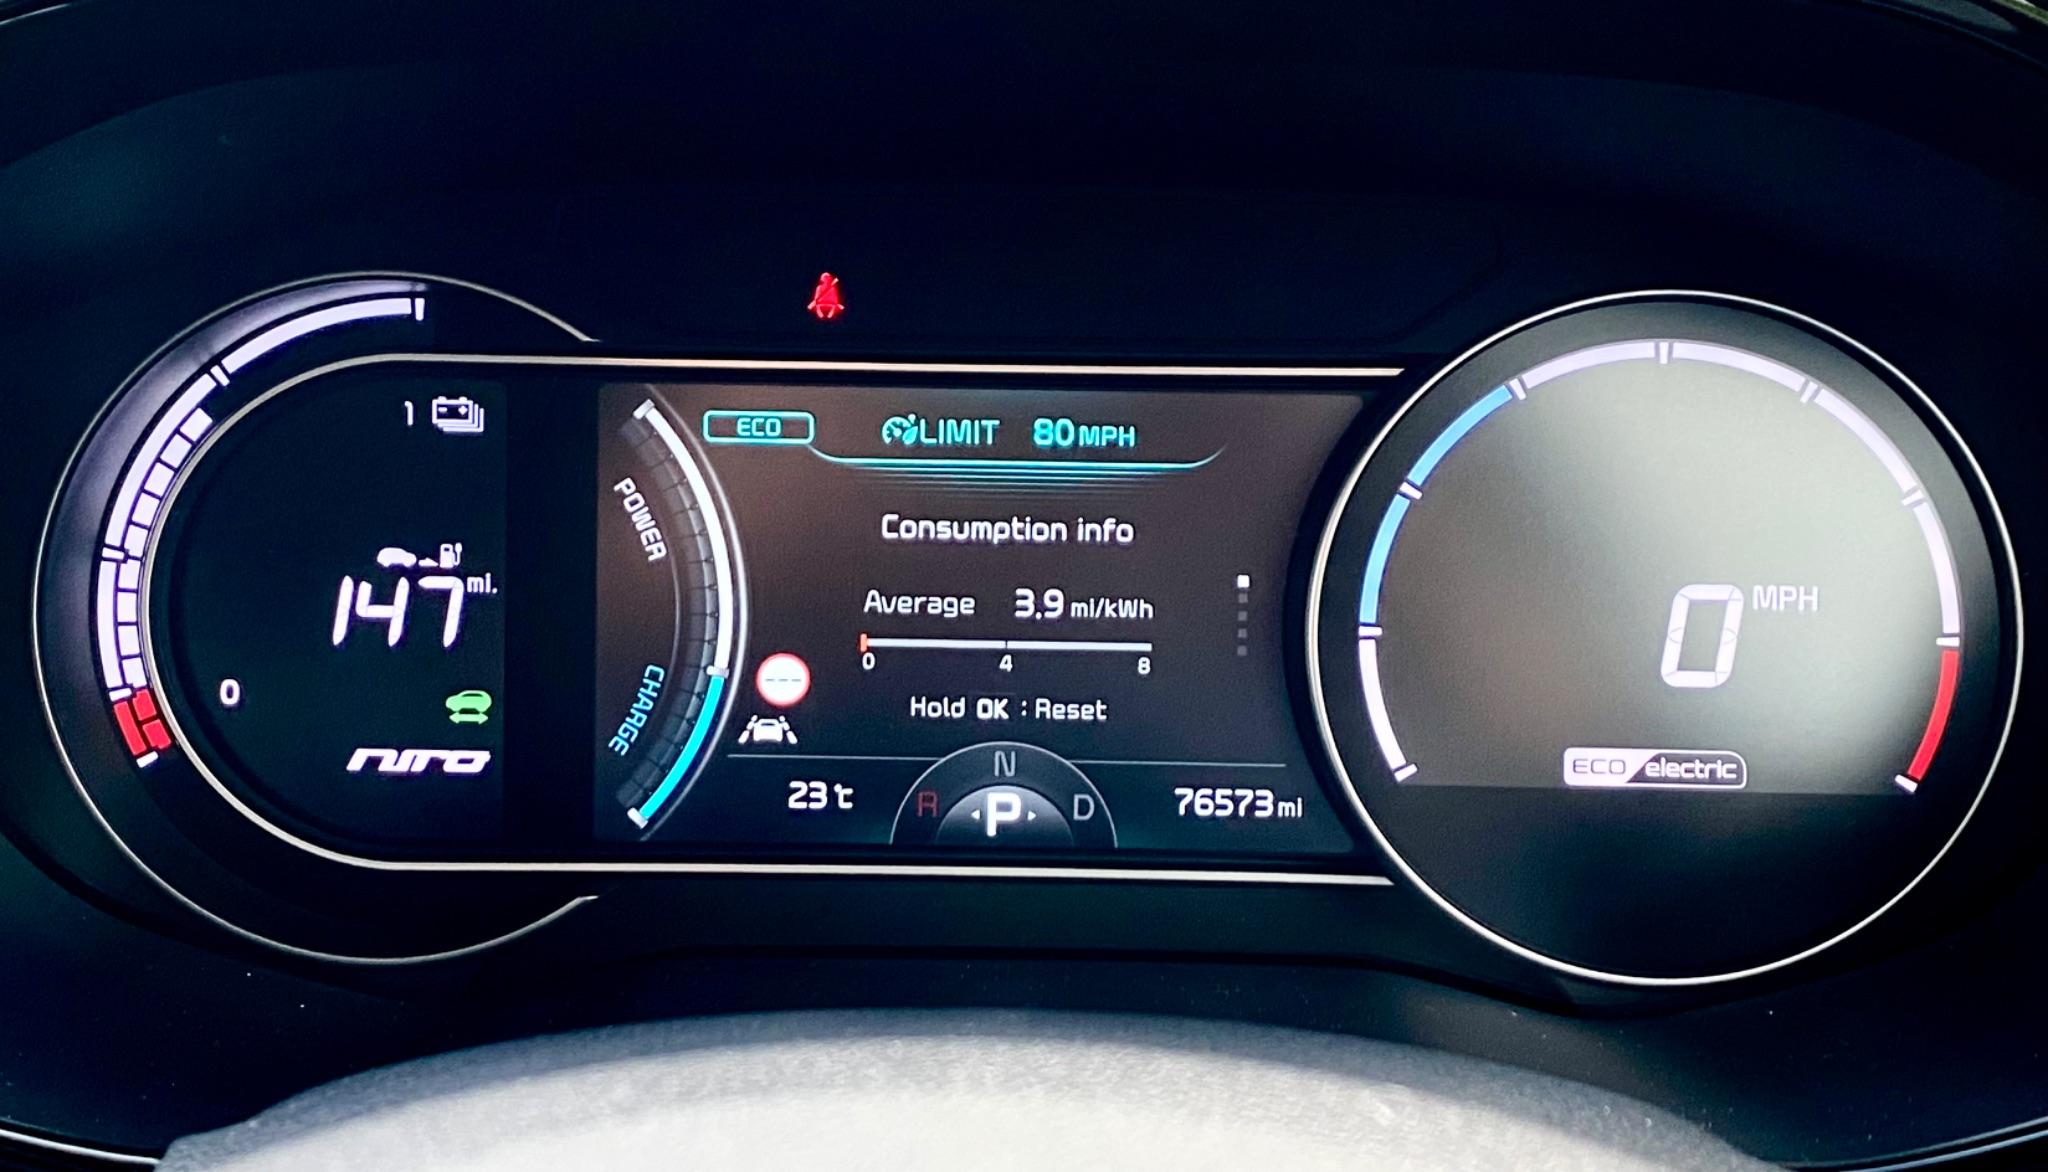 1
147 mi.
0
NIRO
POWER
CHARGE
ECO
LIMIT 80 MPH
Consumption info
Average 3.9 mi/kWh
0 4 8
Hold OK : Reset
23℃
R N P D
76573 mi
0 MPH
ECO electric